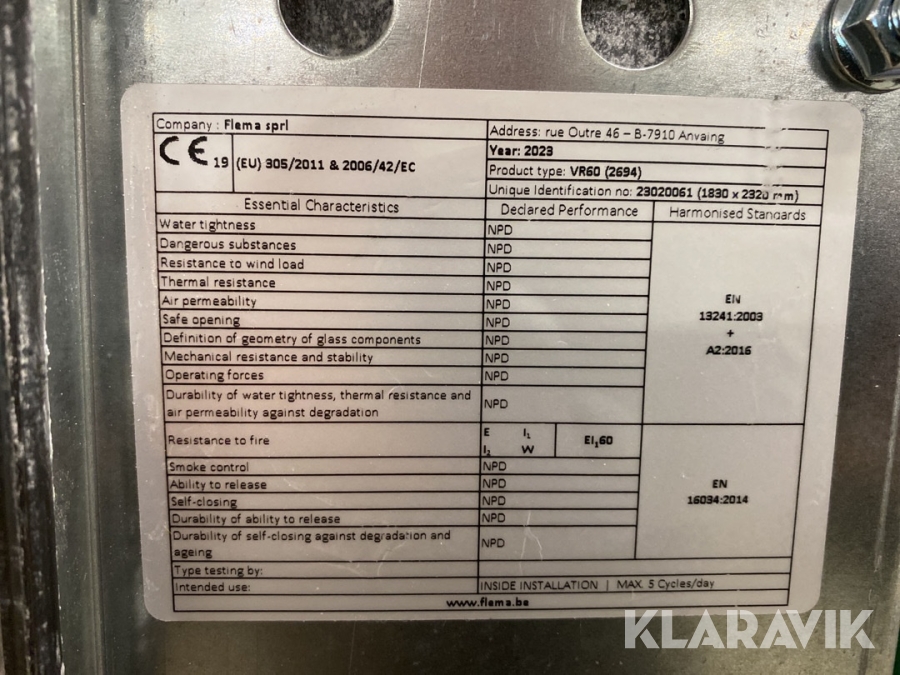 Company : Flema sprl
Address: rue Outre 46 – B-7910 Anvaing
CE 19 (EU) 305/2011 & 2006/42/EC
Year: 2023
Product type: VR60 (2694)
Unique Identification no: 23020061 (1830 x 2320 mm)
Essential Characteristics Declared Performance Harmonised Standards
Water tightness NPD
Dangerous substances NPD
Resistance to wind load NPD
Thermal resistance NPD
Air permeability NPD
EN
Safe opening NPD
13241:2003
+
Definition of geometry of glass components NPD
A2:2016
Mechanical resistance and stability NPD
Operating forces NPD
Durability of water tightness, thermal resistance and
air permeability against degradation NPD
Resistance to fire E I₁ EI₁60
I₂ W
Smoke control NPD
Ability to release NPD
EN
Self-closing NPD
16034:2014
Durability of ability to release NPD
Durability of self-closing against degradation and
ageing NPD
Type testing by:
Intended use: INSIDE INSTALLATION | MAX. 5 Cycles/day
www.flema.be
KLARAVIK